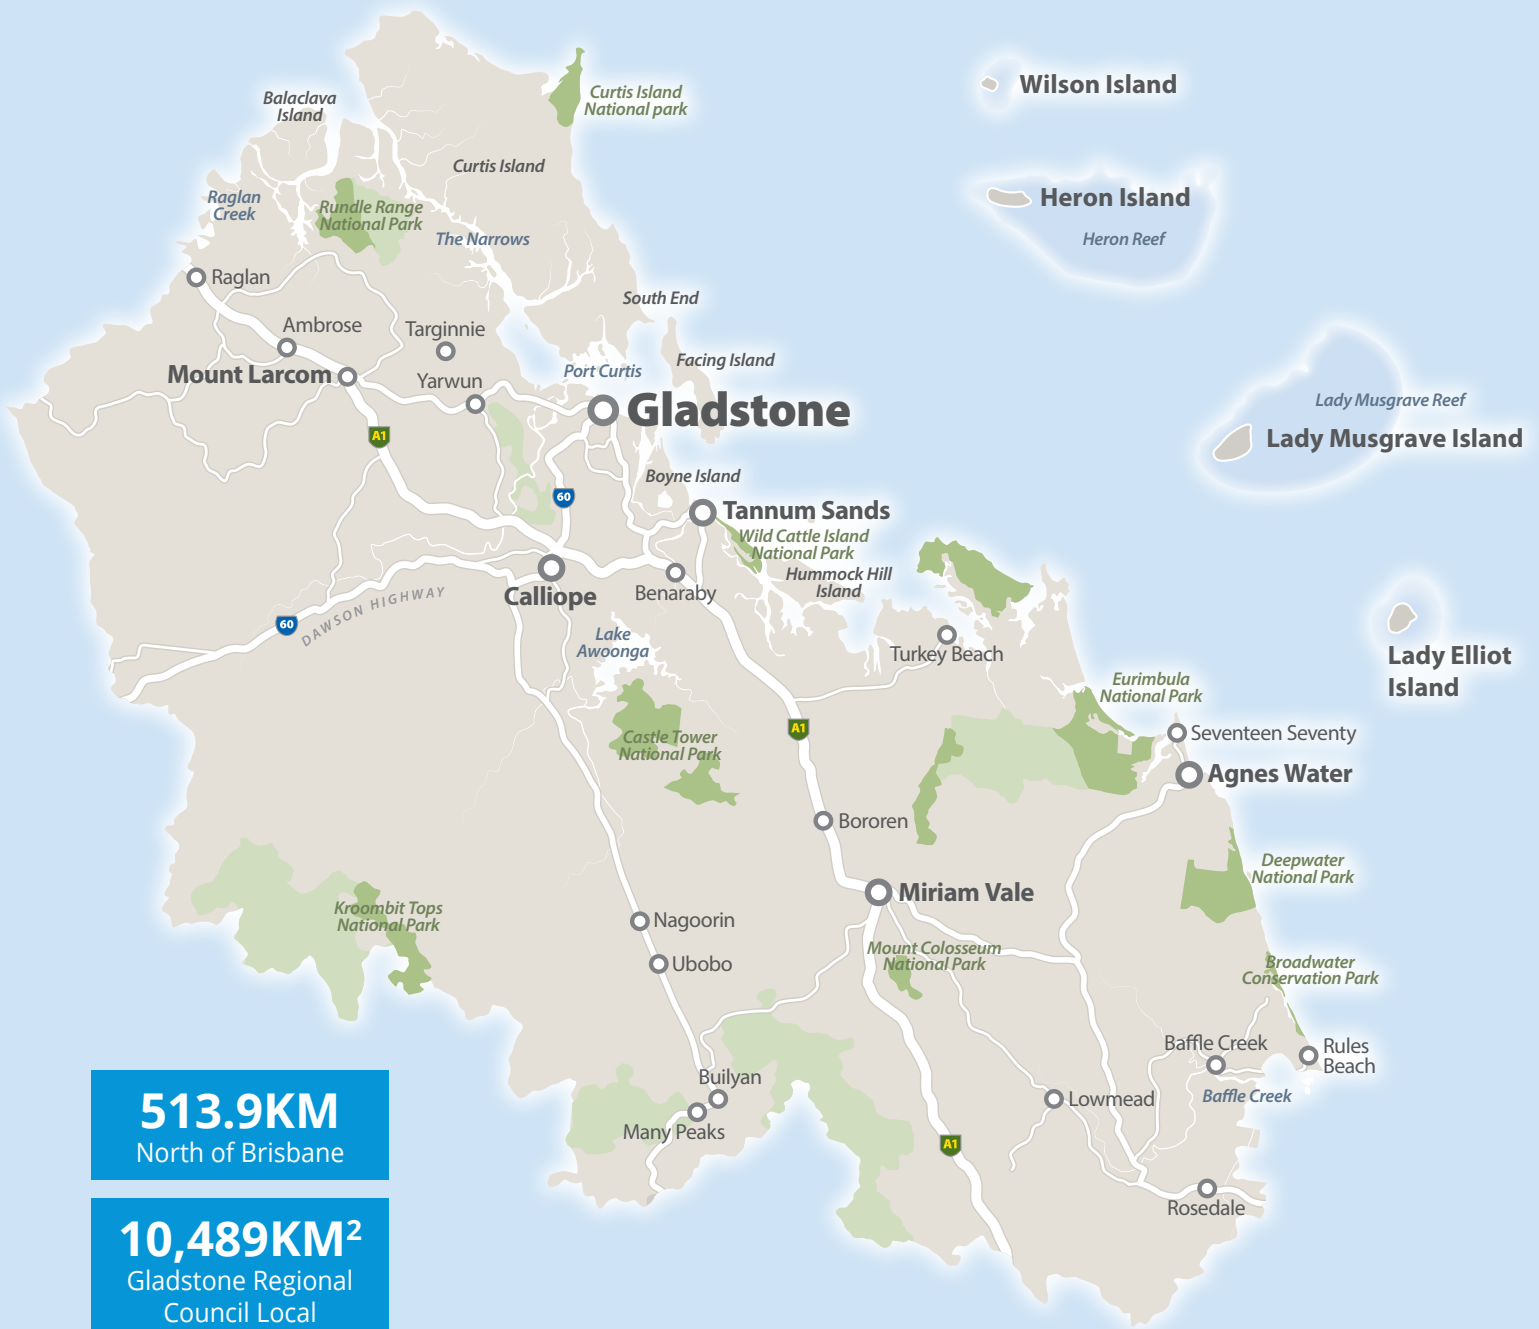 Wilson Island
Curtis Island
National park
Balaclava
Island
Curtis Island
Heron Island
Heron Reef
Raglan
Creek
Rundle Range
National Park
The Narrows
Raglan
South End
Ambrose
Targinnie
Facing Island
Port Curtis
Mount Larcom
Yarwun
Gladstone
Lady Musgrave Reef
Lady Musgrave Island
A1
Boyne Island
60
Tannum Sands
Wild Cattle Island
National Park
Hummock Hill
Island
Calliope
Benaraby
DAWSON HIGHWAY
60
Lake
Awoonga
Turkey Beach
Lady Elliot
Island
Eurimbula
National Park
Castle Tower
National Park
A1
Seventeen Seventy
Agnes Water
Bororen
Deepwater
National Park
Miriam Vale
Kroombit Tops
National Park
Nagoorin
Mount Colosseum
National Park
Ubobo
Broadwater
Conservation Park
Baffle Creek
Rules
Beach
Builyan
Baffle Creek
Lowmead
Many Peaks
A1
Rosedale
513.9KM
North of Brisbane
10,489KM²
Gladstone Regional
Council Local